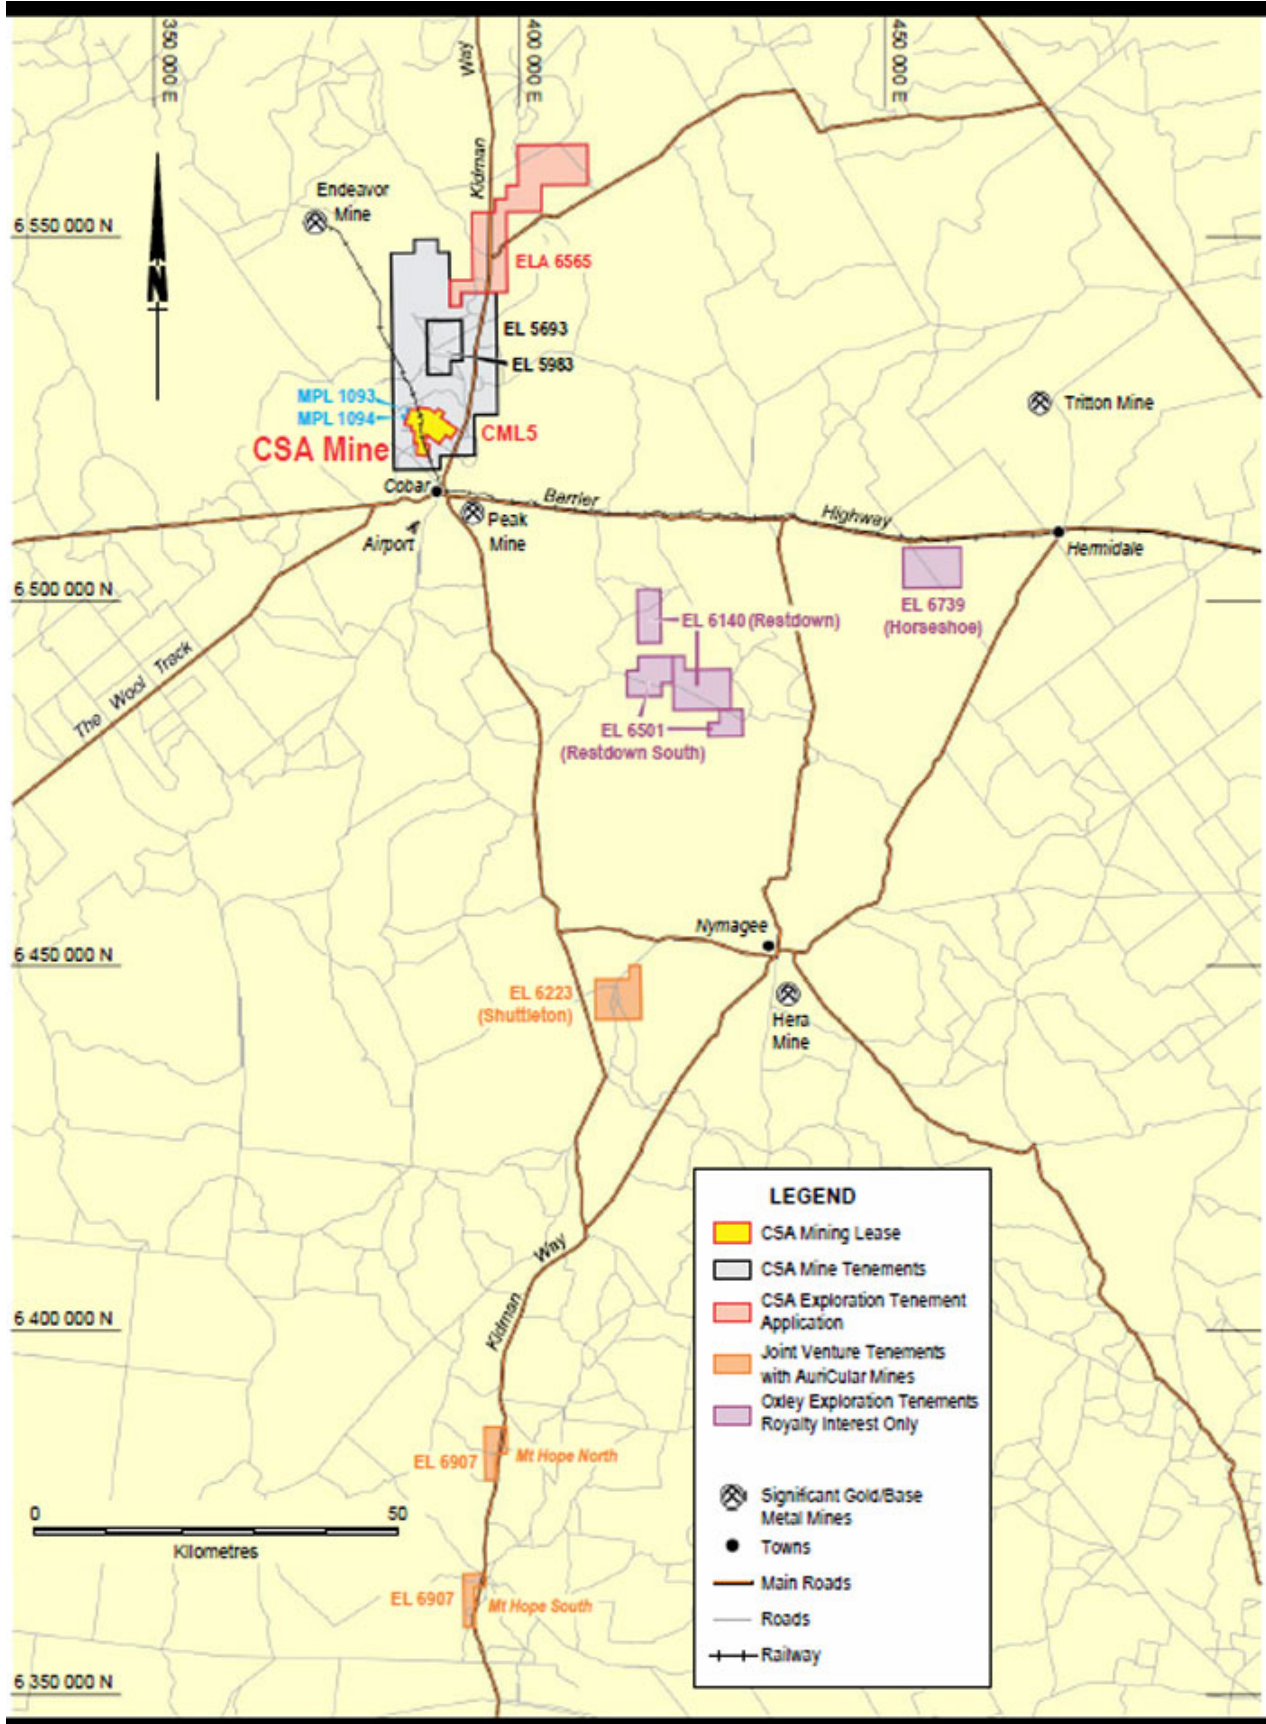 350 000 E
400 000 E
450 000 E
Way
Kidman
Endeavor
Mine
6 550 000 N
N
ELA 6565
EL 5693
EL 5983
MPL 1093
MPL 1094
CSA Mine
CML5
Tritton Mine
Cobar
Barrier
Highway
Peak
Mine
Airport
Hermidale
6 500 000 N
EL 6739
(Horseshoe)
EL 6140 (Restdown)
The Wool Track
EL 6501
(Restdown South)
Nymagee
6 450 000 N
EL 6223
(Shuttleton)
Hera
Mine
Way
Kidman
6 400 000 N
LEGEND
CSA Mining Lease
CSA Mine Tenements
CSA Exploration Tenement
Application
Joint Venture Tenements
with AuriCular Mines
Oxley Exploration Tenements
Royalty Interest Only
Significant Gold/Base
Metal Mines
Towns
Main Roads
Roads
Railway
EL 6907
Mt Hope North
0 50
Kilometres
EL 6907
Mt Hope South
6 350 000 N